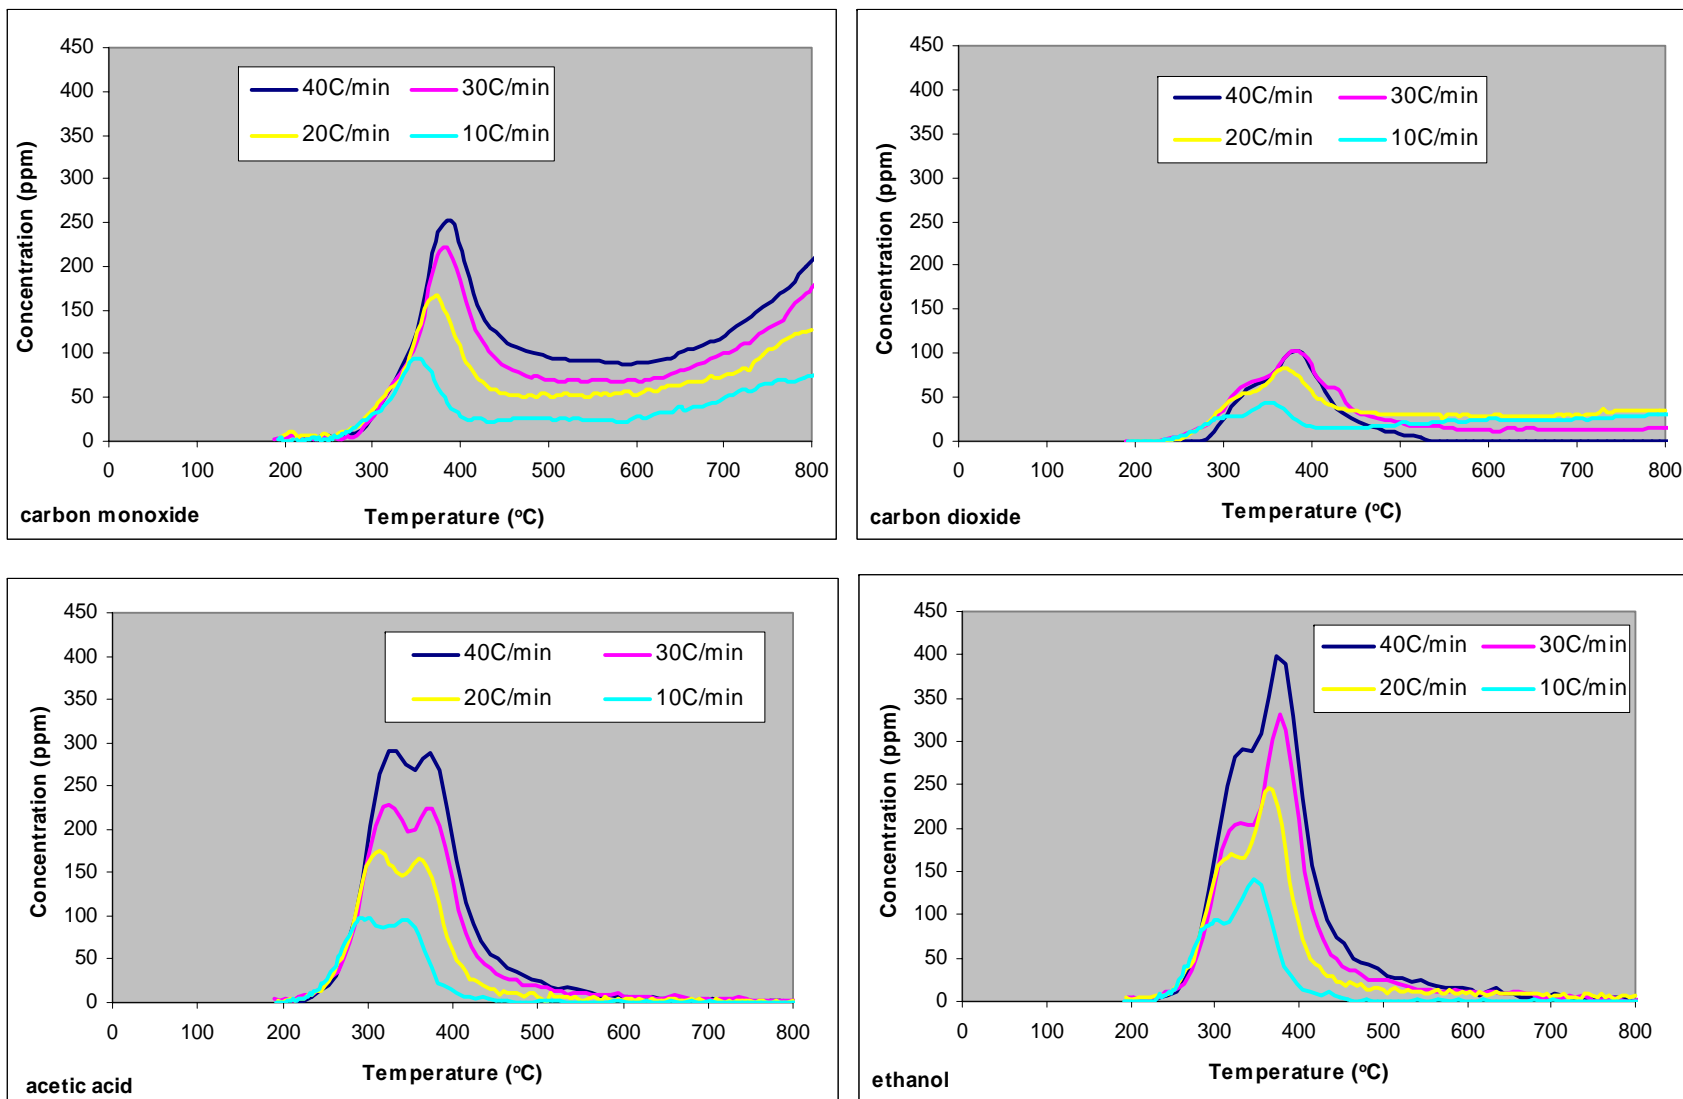 450
400
350
300
250
200
150
100
50
0
Concentration (ppm)
40C/min 30C/min
20C/min 10C/min
0 100 200 300 400 500 600 700 800
Temperature (°C)
carbon monoxide
450
400
350
300
250
200
150
100
50
0
Concentration (ppm)
40C/min 30C/min
20C/min 10C/min
0 100 200 300 400 500 600 700 800
Temperature (°C)
carbon dioxide
450
400
350
300
250
200
150
100
50
0
Concentration (ppm)
40C/min 30C/min
20C/min 10C/min
0 100 200 300 400 500 600 700 800
Temperature (°C)
acetic acid
450
400
350
300
250
200
150
100
50
0
Concentration (ppm)
40C/min 30C/min
20C/min 10C/min
0 100 200 300 400 500 600 700 800
Temperature (°C)
ethanol